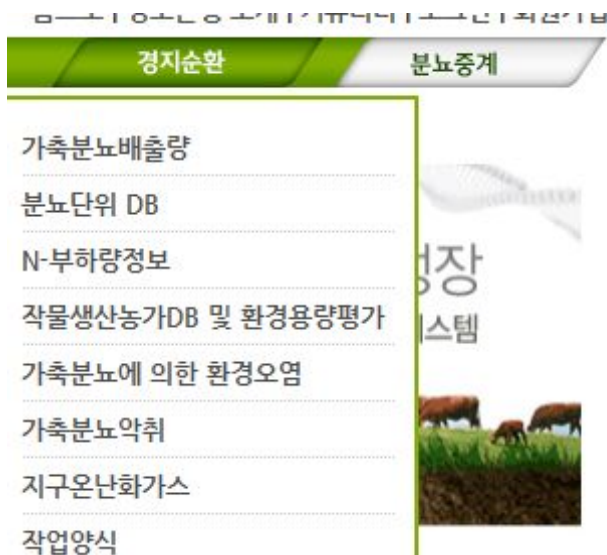 경지순환
분뇨중계
가축분뇨배출량
분뇨단위 DB
N-부하량정보
작물생산농가DB 및 환경용량평가
가축분뇨에 의한 환경오염
가축분뇨악취
지구온난화가스
작업양식
장
스템